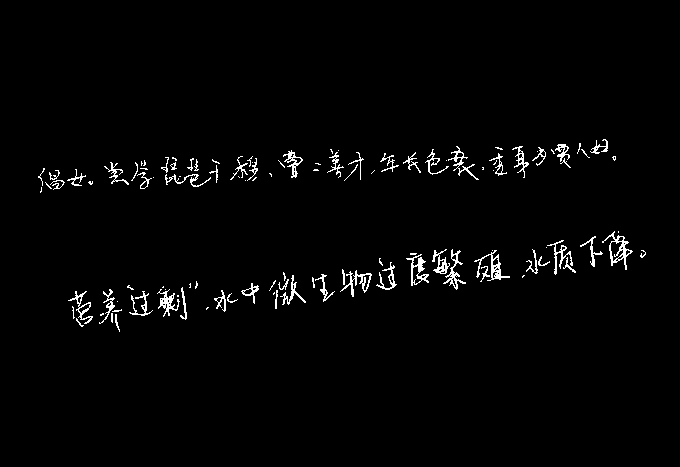 倡女。尝学琵琶于穆、曹二善才,年长色衰,委身为贾人妇。
营养过剩",水中微生物过度繁殖,水质下降。